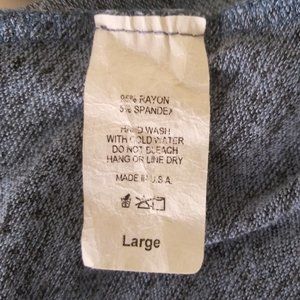 95% RAYON
5% SPANDEX
HAND WASH
WITH COLD WATER
DO NOT BLEACH
HANG OR LINE DRY
MADE IN U.S.A.
Large